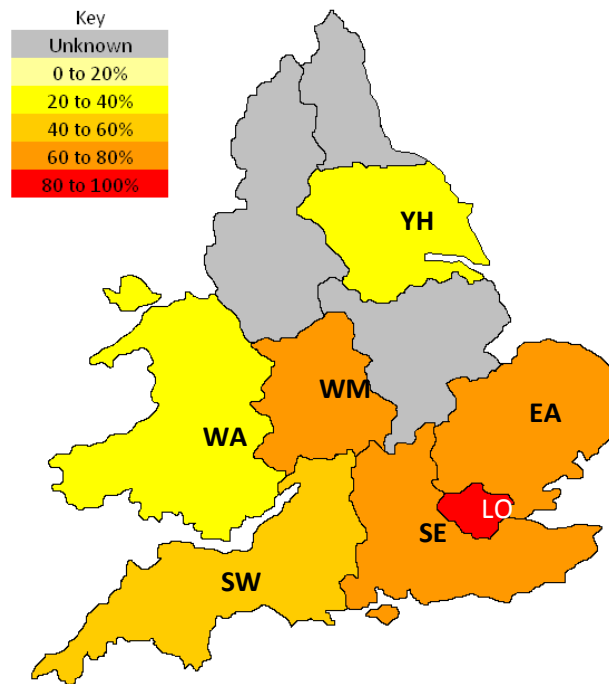 Key
Unknown
0 to 20%
20 to 40%
40 to 60%
60 to 80%
80 to 100%
YH
WM
EA
WA
LO
SE
SW